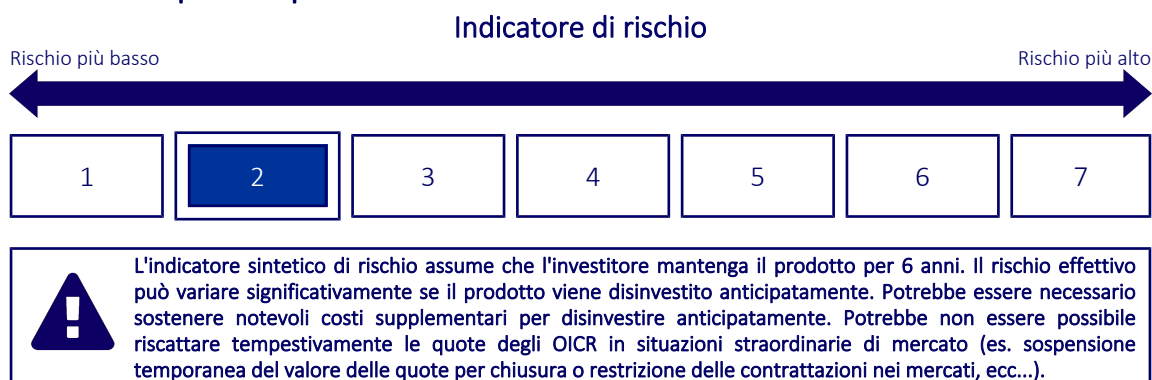 Indicatore di rischio
Rischio più basso
Rischio più alto
1 2 3 4 5 6 7
L'indicatore sintetico di rischio assume che l'investitore mantenga il prodotto per 6 anni. Il rischio effettivo
può variare significativamente se il prodotto viene disinvestito anticipatamente. Potrebbe essere necessario
sostenere notevoli costi supplementari per disinvestire anticipatamente. Potrebbe non essere possibile
riscattare tempestivamente le quote degli OICR in situazioni straordinarie di mercato (es. sospensione
temporanea del valore delle quote per chiusura o restrizione delle contrattazioni nei mercati, ecc...).